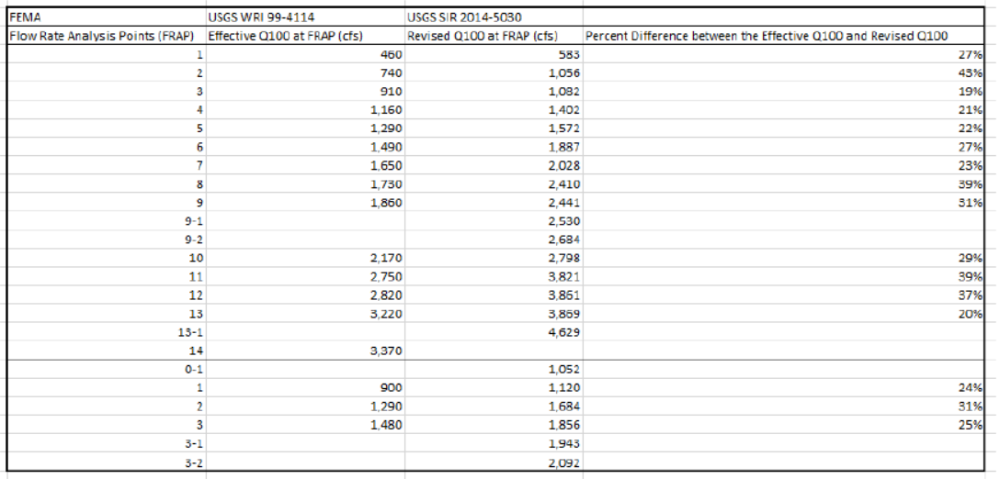 FEMA USGS WRI 99-4114 USGS SIR 2014-5030
Flow Rate Analysis Points (FRAP) Effective Q100 at FRAP (cfs) Revised Q100 at FRAP (cfs) Percent Difference between the Effective Q100 and Revised Q100
1 460 583 27%
2 740 1,056 43%
3 910 1,082 19%
4 1,160 1,402 21%
5 1,290 1,572 22%
6 1,490 1,887 27%
7 1,650 2,028 23%
8 1,730 2,410 39%
9 1,860 2,441 31%
9-1 2,530
9-2 2,684
10 2,170 2,798 29%
11 2,750 3,821 39%
12 2,820 3,861 37%
13 3,220 3,869 20%
13-1 4,629
14 3,370
0-1 1,052
1 900 1,120 24%
2 1,290 1,684 31%
3 1,480 1,856 25%
3-1 1,943
3-2 2,092